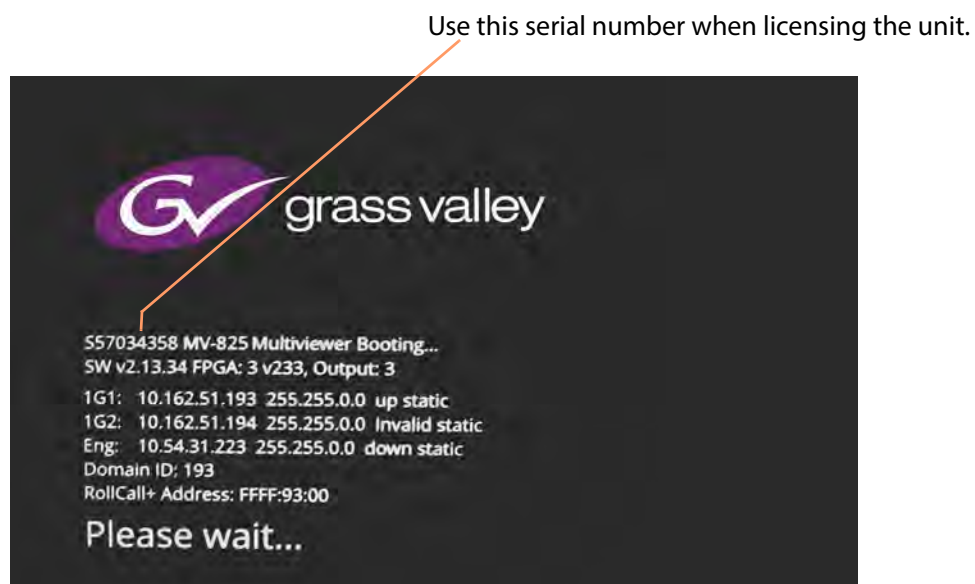 Use this serial number when licensing the unit.
GV
grass valley
S57034358 MV-825 Multiviewer Booting...
SW v2.13.34 FPGA: 3 v233, Output: 3
1G1: 10.162.51.193 255.255.0.0 up static
1G2: 10.162.51.194 255.255.0.0 Invalid static
Eng: 10.54.31.223 255.255.0.0 down static
Domain ID: 193
RollCall+ Address: FFFF:93:00
Please wait...